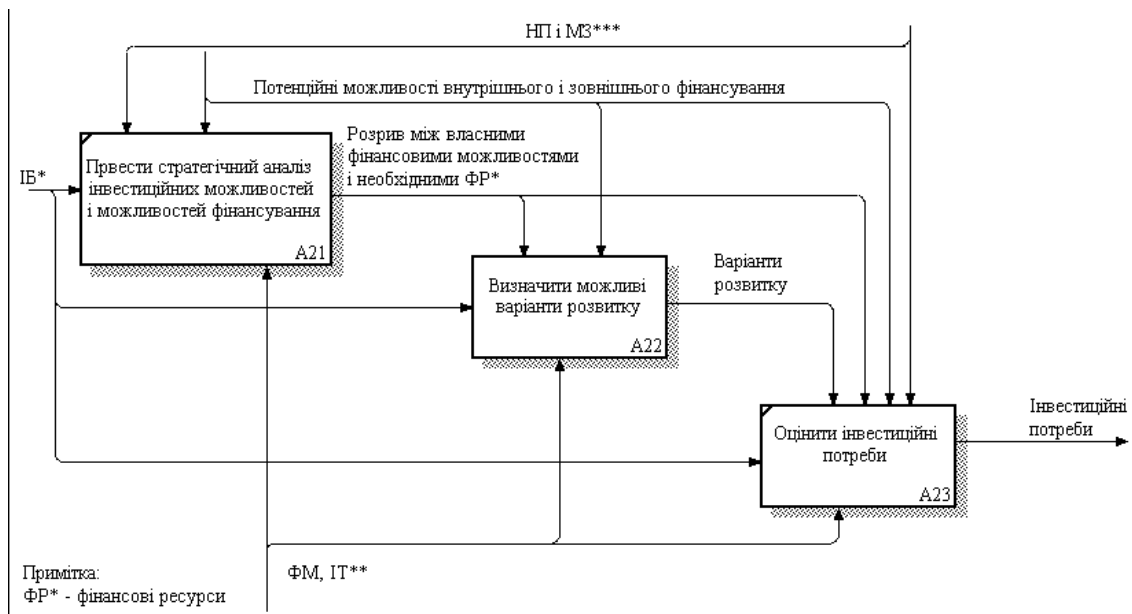 НП і МЗ***
Потенційні можливості внутрішнього і зовнішнього фінансування
Розрив між власними
фінансовими можливостями
і необхідними ФР*
ІБ*
Првести стратегічний аналіз
інвестиційних можливостей
і можливостей фінансування
А21
Визначити можливі
варіанти розвитку
А22
Варіанти
розвитку
Оцінити інвестиційні
потреби
А23
Інвестиційні
потреби
ФМ, ІТ**
Примітка:
ФР* - фінансові ресурси